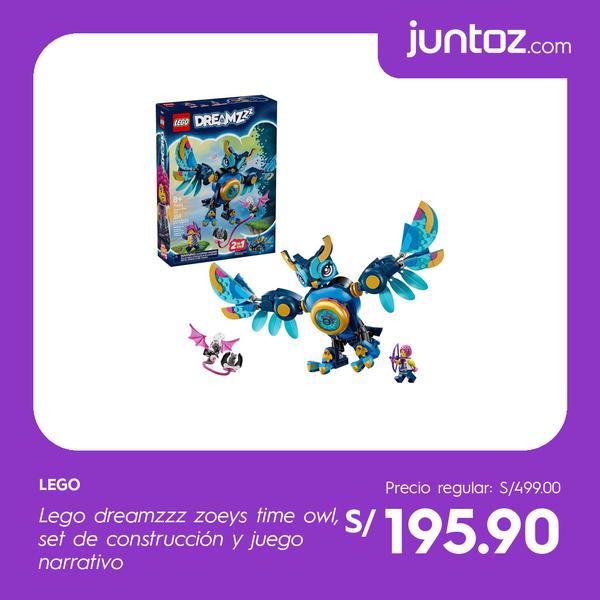 juntoz.com
LEGO
DREAMZzz
8+
2in1
LEGO
Precio regular: S/499.00
Lego dreamzzz zoeys time owl,
set de construcción y juego
narrativo
S/195.90